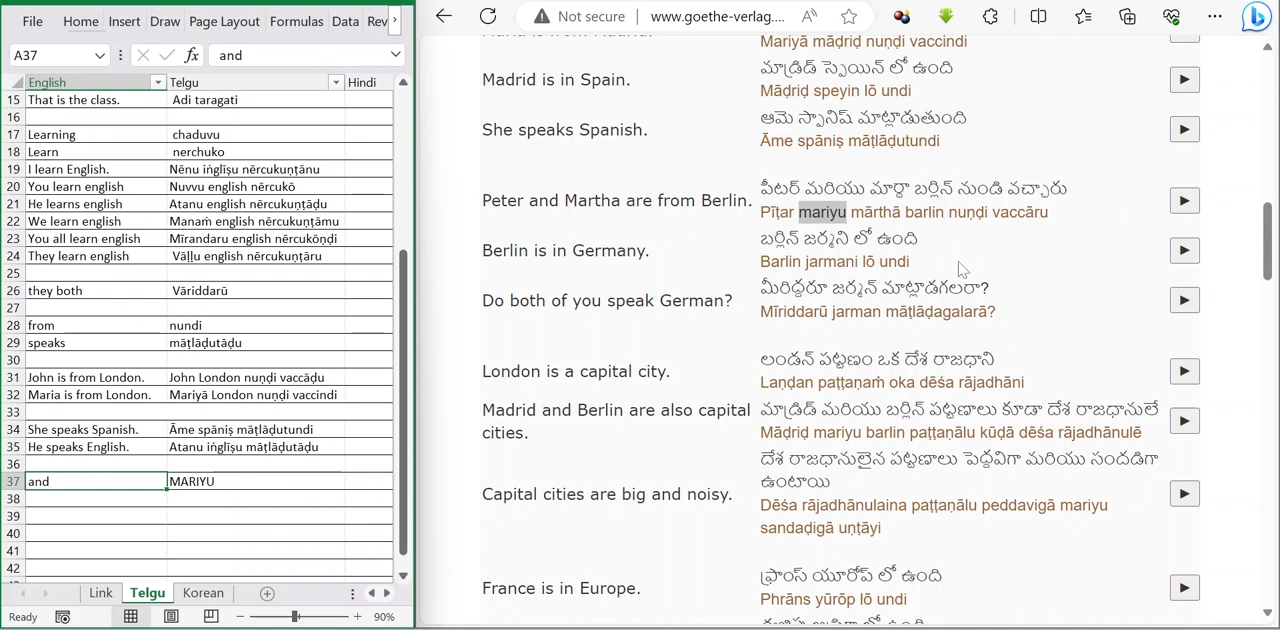 File Home Insert Draw Page Layout Formulas Data Rev
A37 fx and
English Telgu Hindi
15 That is the class. Adi taragati
16
17 Learning chaduvu
18 Learn nerchuko
19 I learn English. Nēnu iṅglīṣu nērcukuṇṭānu
20 You learn english Nuvvu english nērcukō
21 He learns english Atanu english nērcukuṇṭāḍu
22 We learn english Manaṁ english nērcukuṇṭāmu
23 You all learn english Mīrandaru english nērcukōṇḍi
24 They learn english Vāḷḷu english nērcukuṇṭāru
25
26 they both Vāriddarū
27
28 from nundi
29 speaks māṭlāḍutāḍu
30
31 John is from London. John London nuṇḍi vaccāḍu
32 Maria is from London. Mariyā London nuṇḍi vaccindi
33
34 She speaks Spanish. Āme spāniṣ māṭlāḍutundi
35 He speaks English. Atanu iṅglīṣu māṭlāḍutāḍu
36
37 and MARIYU
38
39
40
41
42
Link Telgu Korean
Ready 90%
Not secure www.goethe-verlag....
Mariyā māḍriḍ nuṇḍi vaccindi
Madrid is in Spain.
మాడ్రిడ్ స్పెయిన్ లో ఉంది
Māḍriḍ speyin lō undi
She speaks Spanish.
ఆమె స్పానిష్ మాట్లాడుతుంది
Āme spāniṣ māṭlāḍutundi
Peter and Martha are from Berlin.
పీటర్ మరియు మార్థా బర్లిన్ నుండి వచ్చారు
Pīṭar mariyu mārthā barlin nuṇḍi vaccāru
Berlin is in Germany.
బర్లిన్ జర్మని లో ఉంది
Barlin jarmani lō undi
Do both of you speak German?
మీరిద్దరూ జర్మన్ మాట్లాడగలరా?
Mīriddarū jarman māṭlāḍagalarā?
London is a capital city.
లండన్ పట్టణం ఒక దేశ రాజధాని
Laṇḍan paṭṭaṇaṁ oka dēśa rājadhāni
Madrid and Berlin are also capital
cities.
మాడ్రిడ్ మరియు బర్లిన్ పట్టణాలు కూడా దేశ రాజధానులే
Māḍriḍ mariyu barlin paṭṭaṇālu kūḍā dēśa rājadhānulē
Capital cities are big and noisy.
దేశ రాజధానులైన పట్టణాలు పెద్దవిగా మరియు సందడిగా
ఉంటాయి
Dēśa rājadhānulaina paṭṭaṇālu peddavigā mariyu
sandaḍigā uṇṭāyi
France is in Europe.
ఫ్రాన్స్ యూరోప్ లో ఉంది
Phrāns yūrōp lō undi